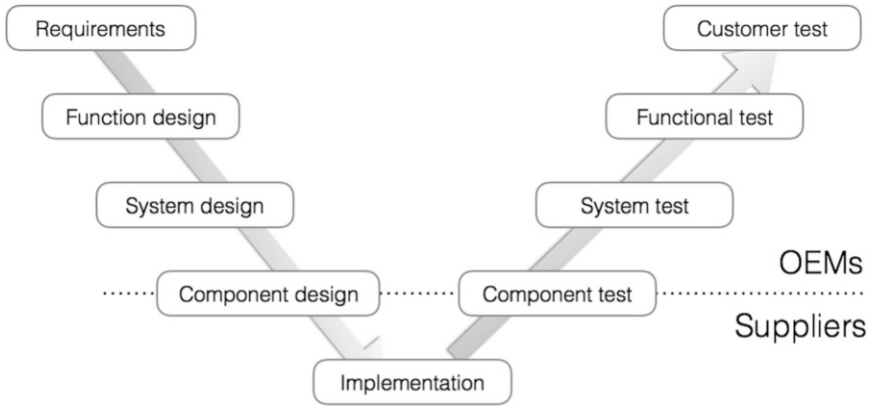 Requirements
Customer test
Function design
Functional test
System design
System test
OEMs
Component design
Component test
Suppliers
Implementation